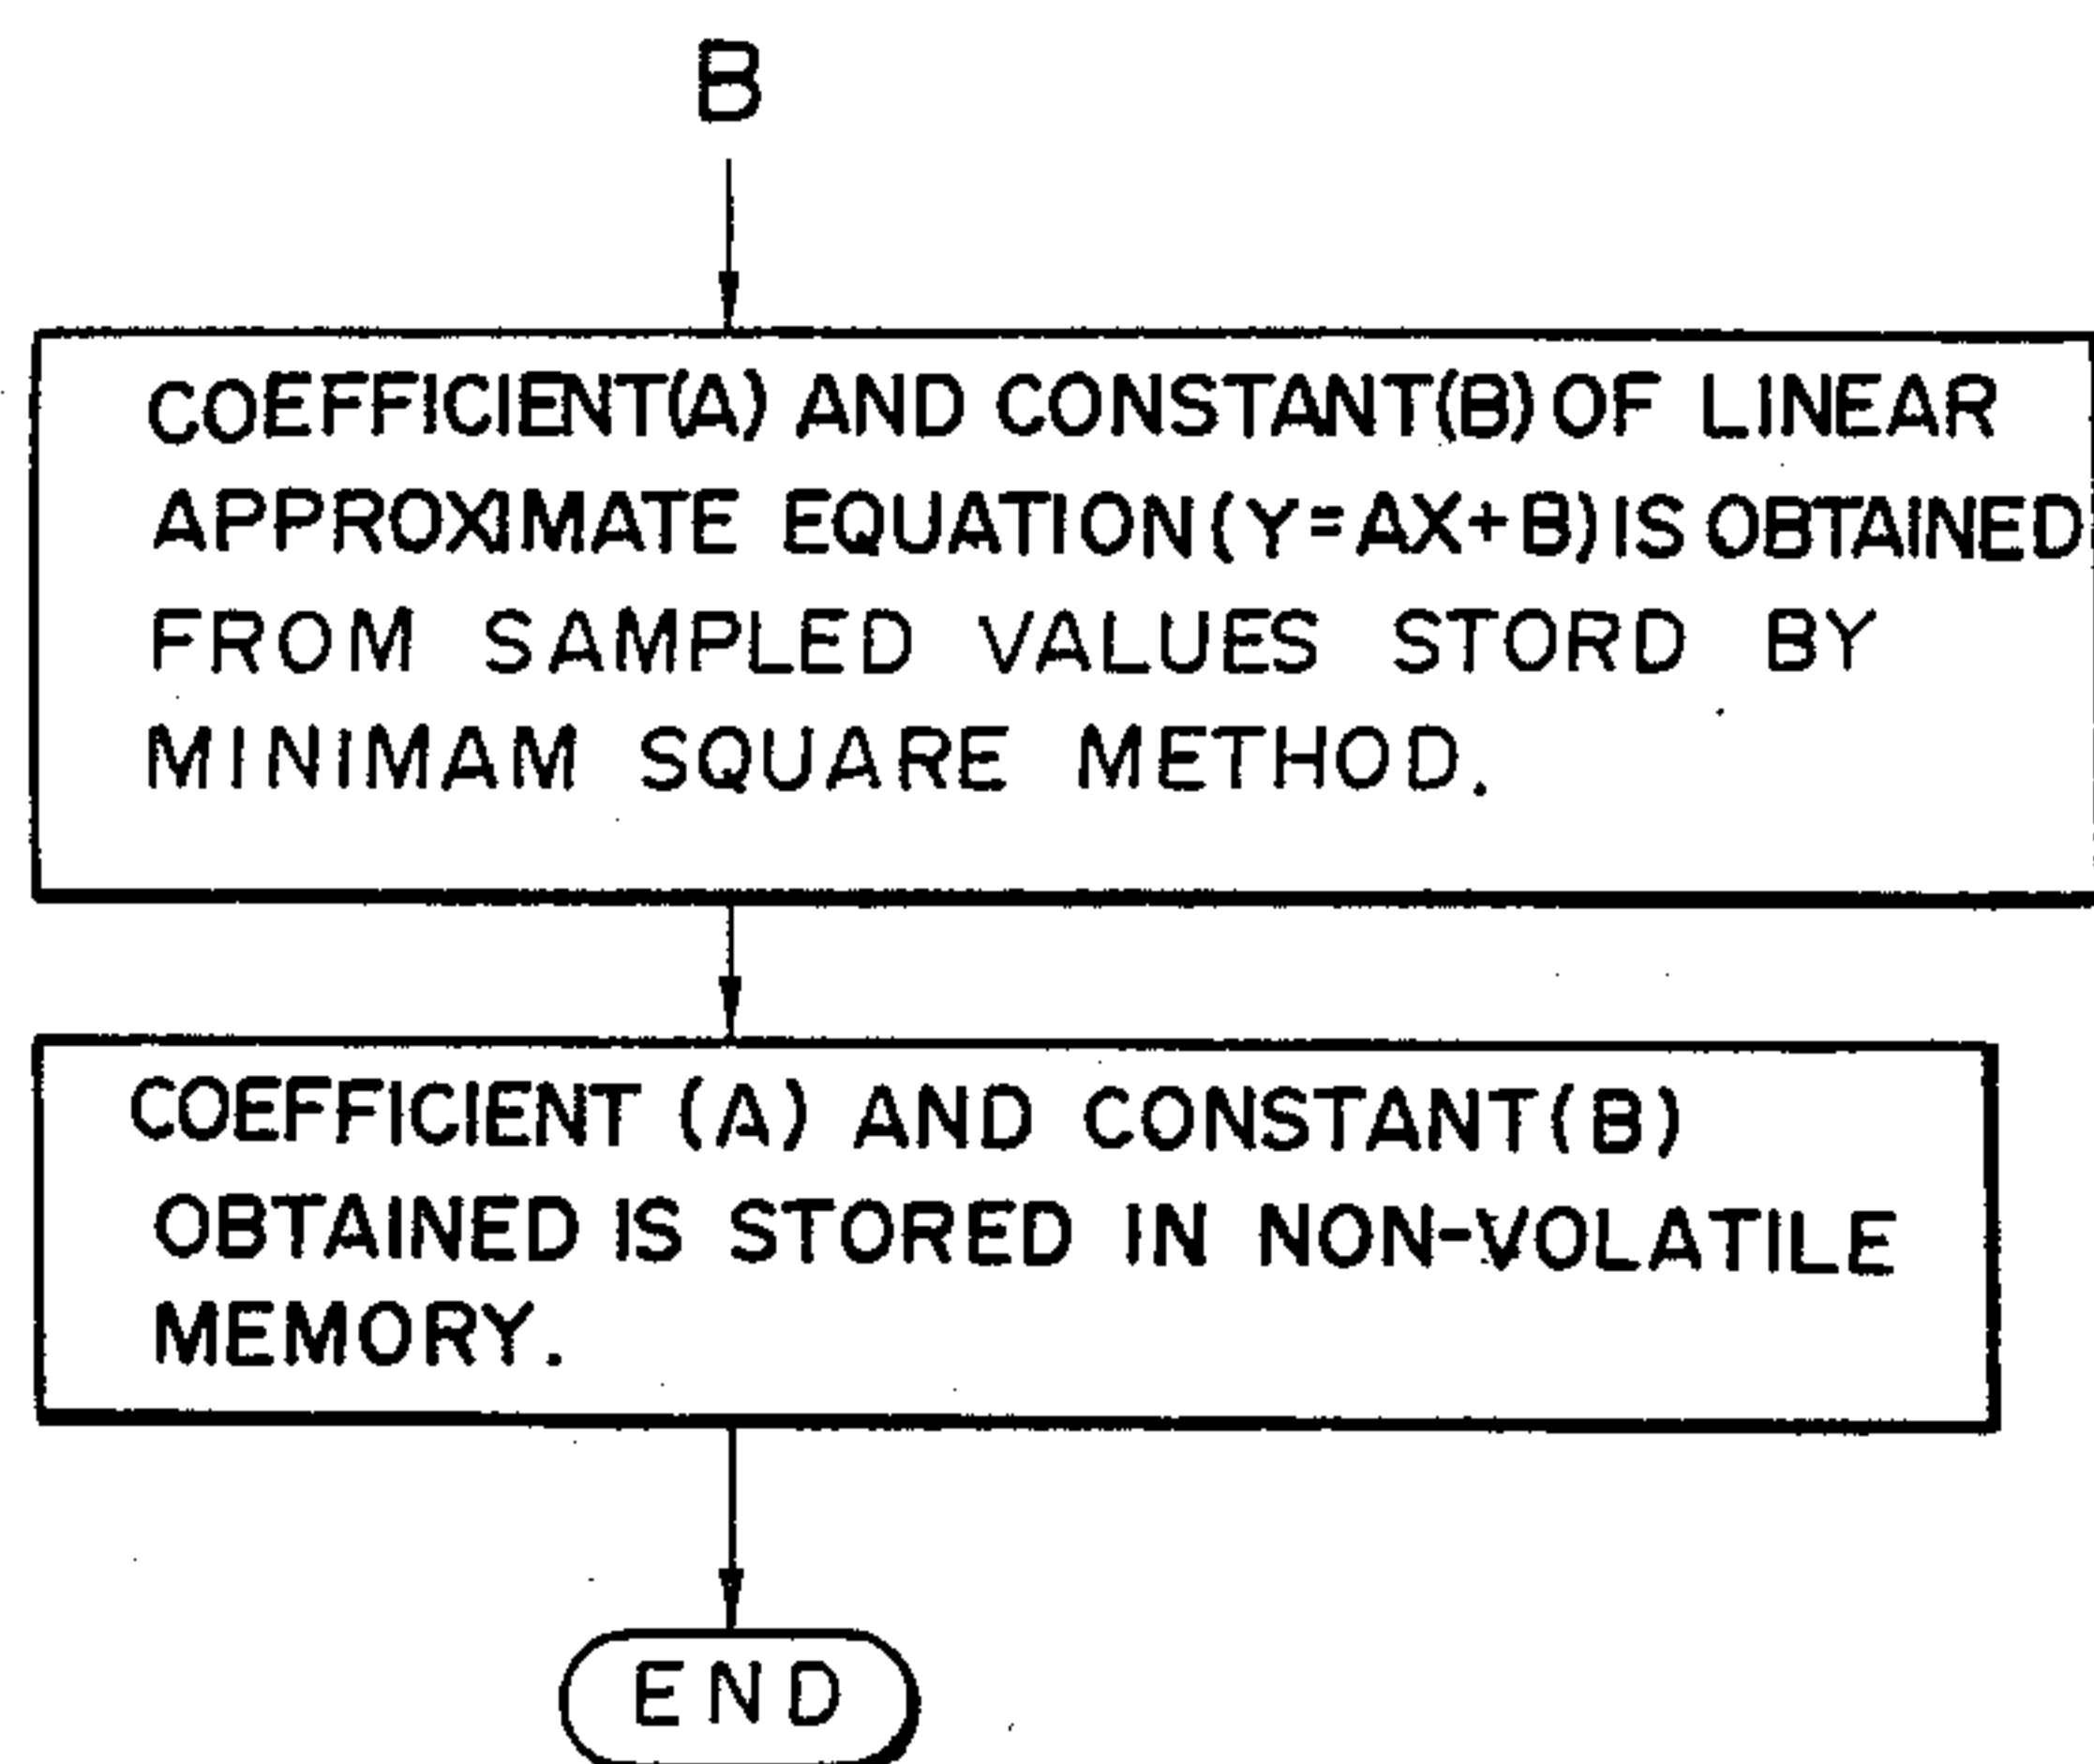 B
COEFFICIENT(A) AND CONSTANT(B) OF LINEAR
APPROXIMATE EQUATION(Y=AX+B) IS OBTAINED
FROM SAMPLED VALUES STORD BY
MINIMAM SQUARE METHOD.
COEFFICIENT (A) AND CONSTANT(B)
OBTAINED IS STORED IN NON-VOLATILE
MEMORY.
END